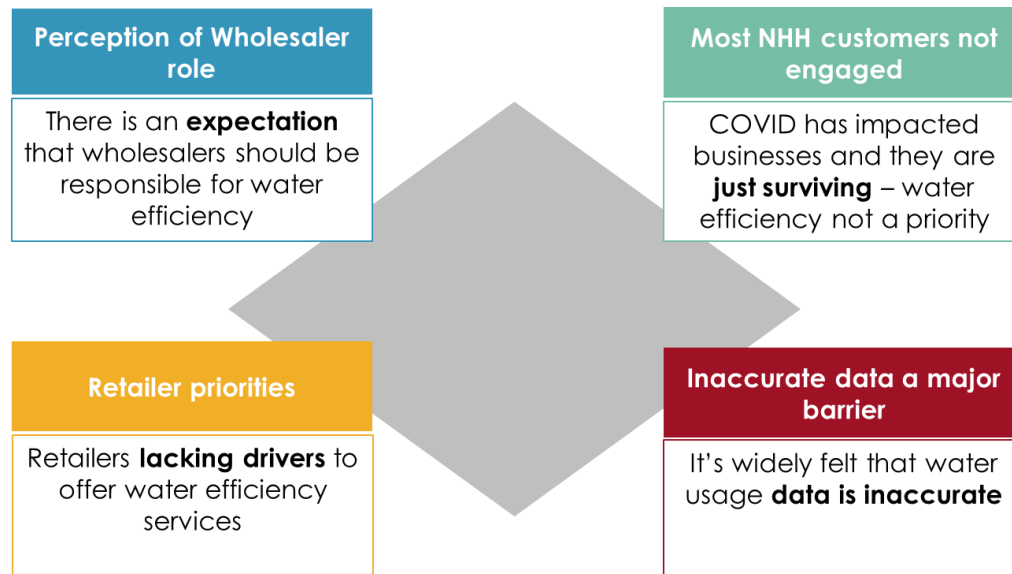 Perception of Wholesaler
role
There is an expectation
that wholesalers should be
responsible for water
efficiency
Most NHH customers not
engaged
COVID has impacted
businesses and they are
just surviving – water
efficiency not a priority
Retailer priorities
Retailers lacking drivers to
offer water efficiency
services
Inaccurate data a major
barrier
It’s widely felt that water
usage data is inaccurate